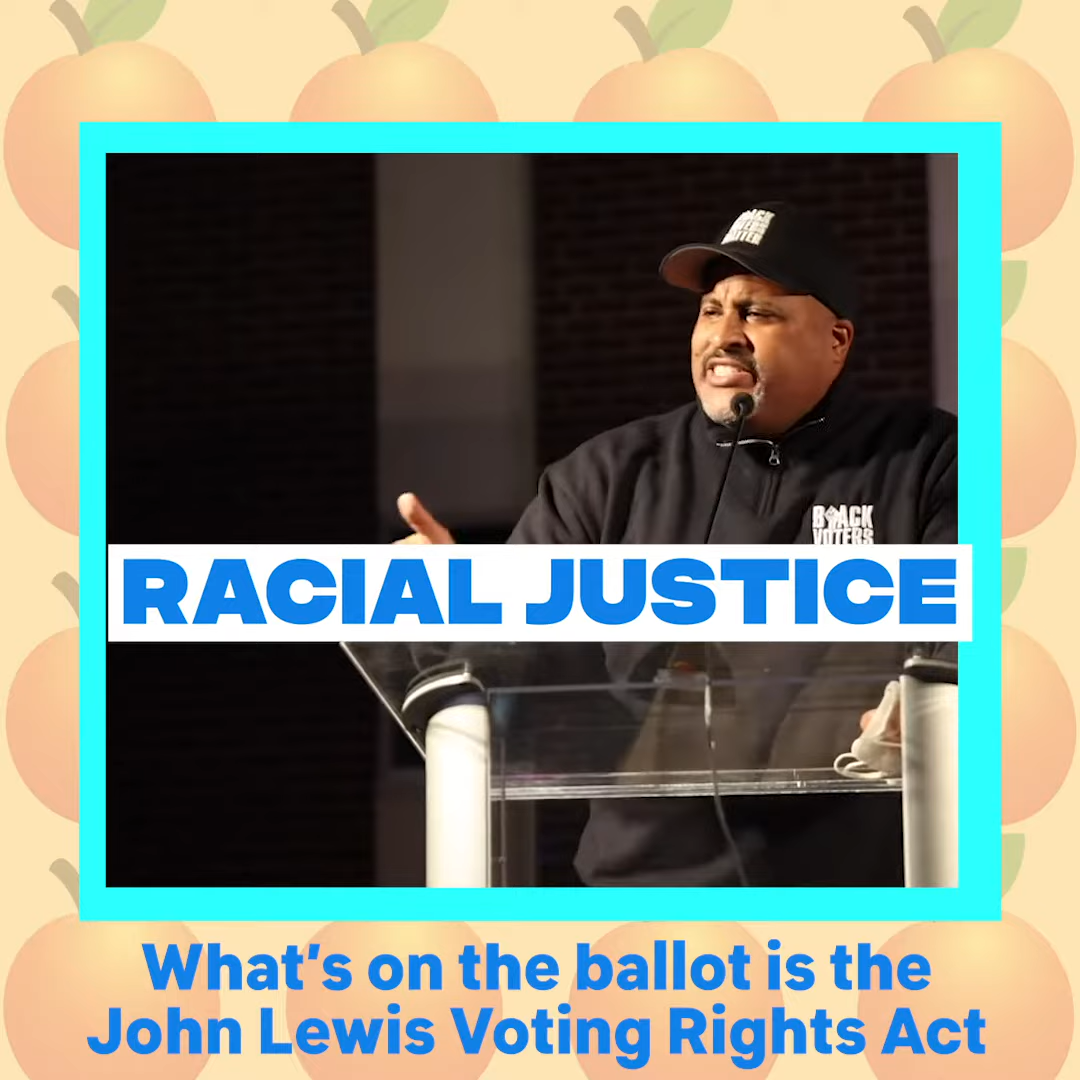 BLACK
VOTERS
MATTER
BLACK
VOTERS
RACIAL JUSTICE
What's on the ballot is the
John Lewis Voting Rights Act